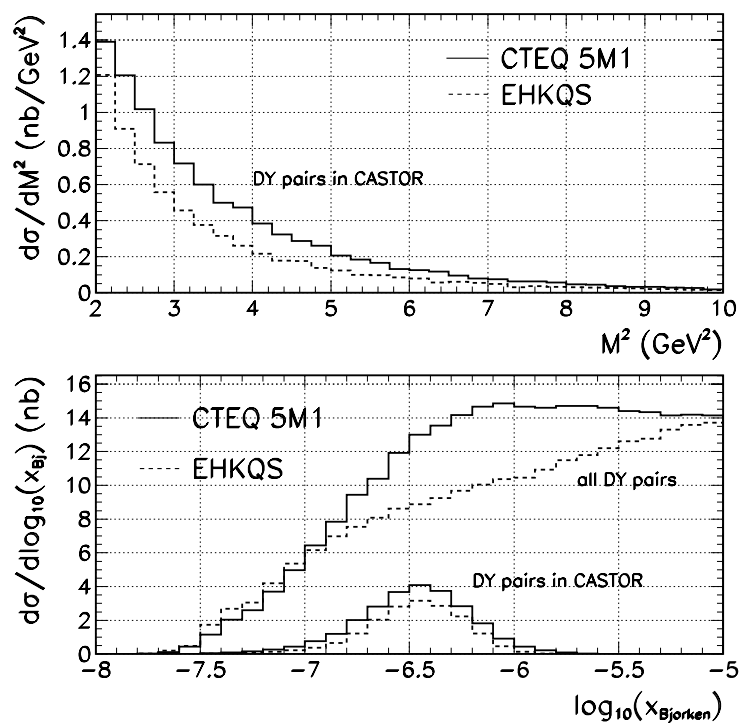 dσ/dM² (nb/GeV²)
1.4
1.2
1
0.8
0.6
0.4
0.2
0
CTEQ 5M1
EHKQS
DY pairs in CASTOR
2 3 4 5 6 7 8 9 10
M² (GeV²)
dσ/dlog₁₀(x_Bj) (nb)
16
14
12
10
8
6
4
2
0
CTEQ 5M1
EHKQS
all DY pairs
DY pairs in CASTOR
-8 -7.5 -7 -6.5 -6 -5.5 -5
log₁₀(x_Bjorken)